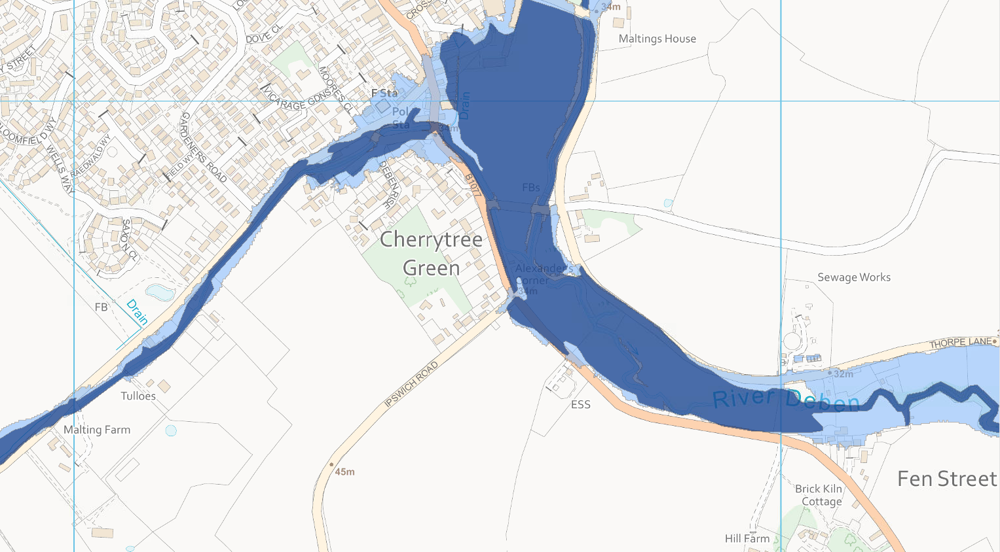 CROSS
34m
Maltings House
DOVE CL
Y STREET
MOORE'S CL
VICARAGE GDNS
F Sta
Pol
Sta
Drain
34m
GARDENERS ROAD
LOOMFIELD WY
RAEDWALD WY
FIELD WY
WELLS WAY
DEBEN RISE
B1077
FBs
SAXON CL
Cherrytree
Green
Alexander's
Corner
34m
Sewage Works
FB
Drain
THORPE LANE
32m
River Deben
Tulloes
IPSWICH ROAD
ESS
Malting Farm
45m
Fen Street
Brick Kiln
Cottage
Hill Farm